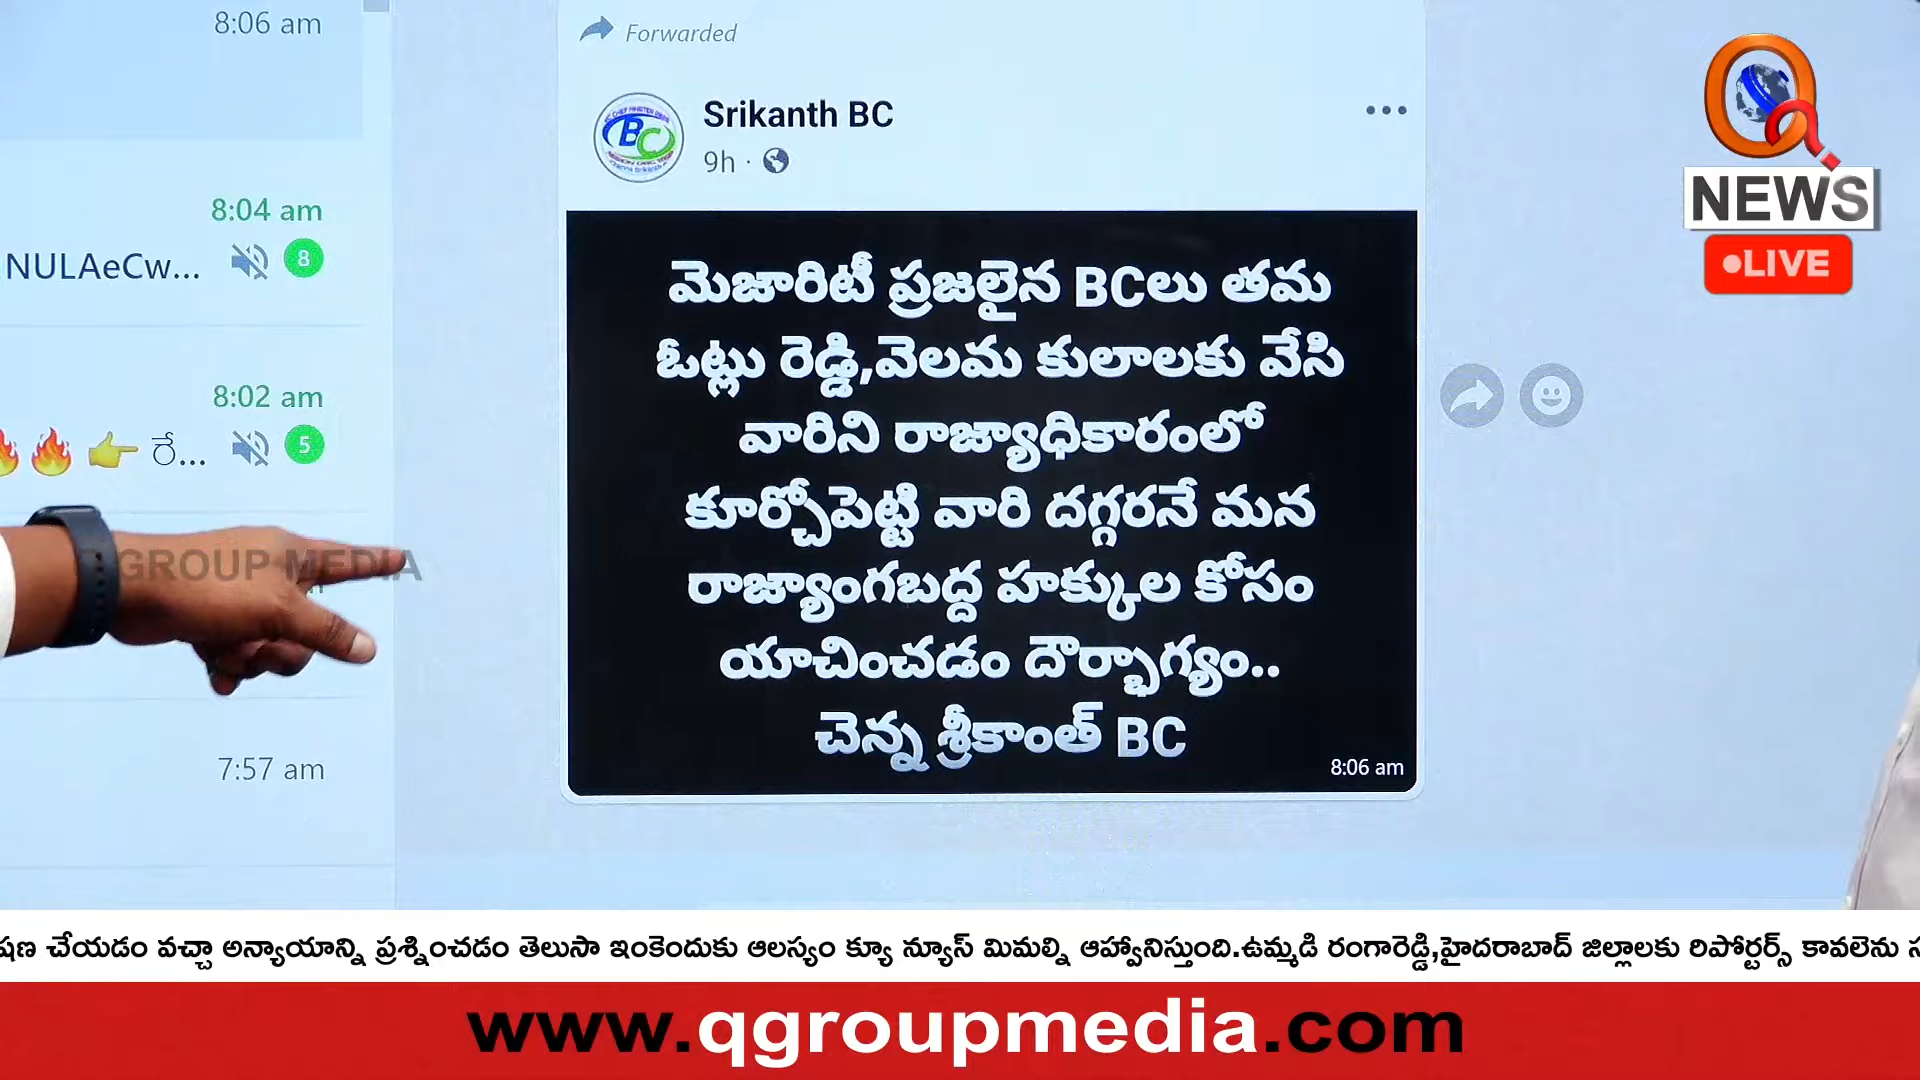 8:06 am
8:04 am
NULAeCw...
8
8:02 am
రే...
5
GROUP MEDIA
7:57 am
Forwarded
Srikanth BC
9h ·
BC
మెజారిటీ ప్రజలైన BCలు తమ
ఓట్లు రెడ్డి,వెలమ కులాలకు వేసి
వారిని రాజ్యాధికారంలో
కూర్చోపెట్టి వారి దగ్గరనే మన
రాజ్యాంగబద్ద హక్కుల కోసం
యాచించడం దౌర్భాగ్యం..
చెన్న శ్రీకాంత్ BC
8:06 am
Q
NEWS
LIVE
షణ చేయడం వచ్చా అన్యాయాన్ని ప్రశ్నించడం తెలుసా ఇంకెందుకు ఆలస్యం క్యూ న్యూస్ మిమల్ని ఆహ్వానిస్తుంది.ఉమ్మడి రంగారెడ్డి,హైదరాబాద్ జిల్లాలకు రిపోర్టర్స్ కావలెను
www.qgroupmedia.com